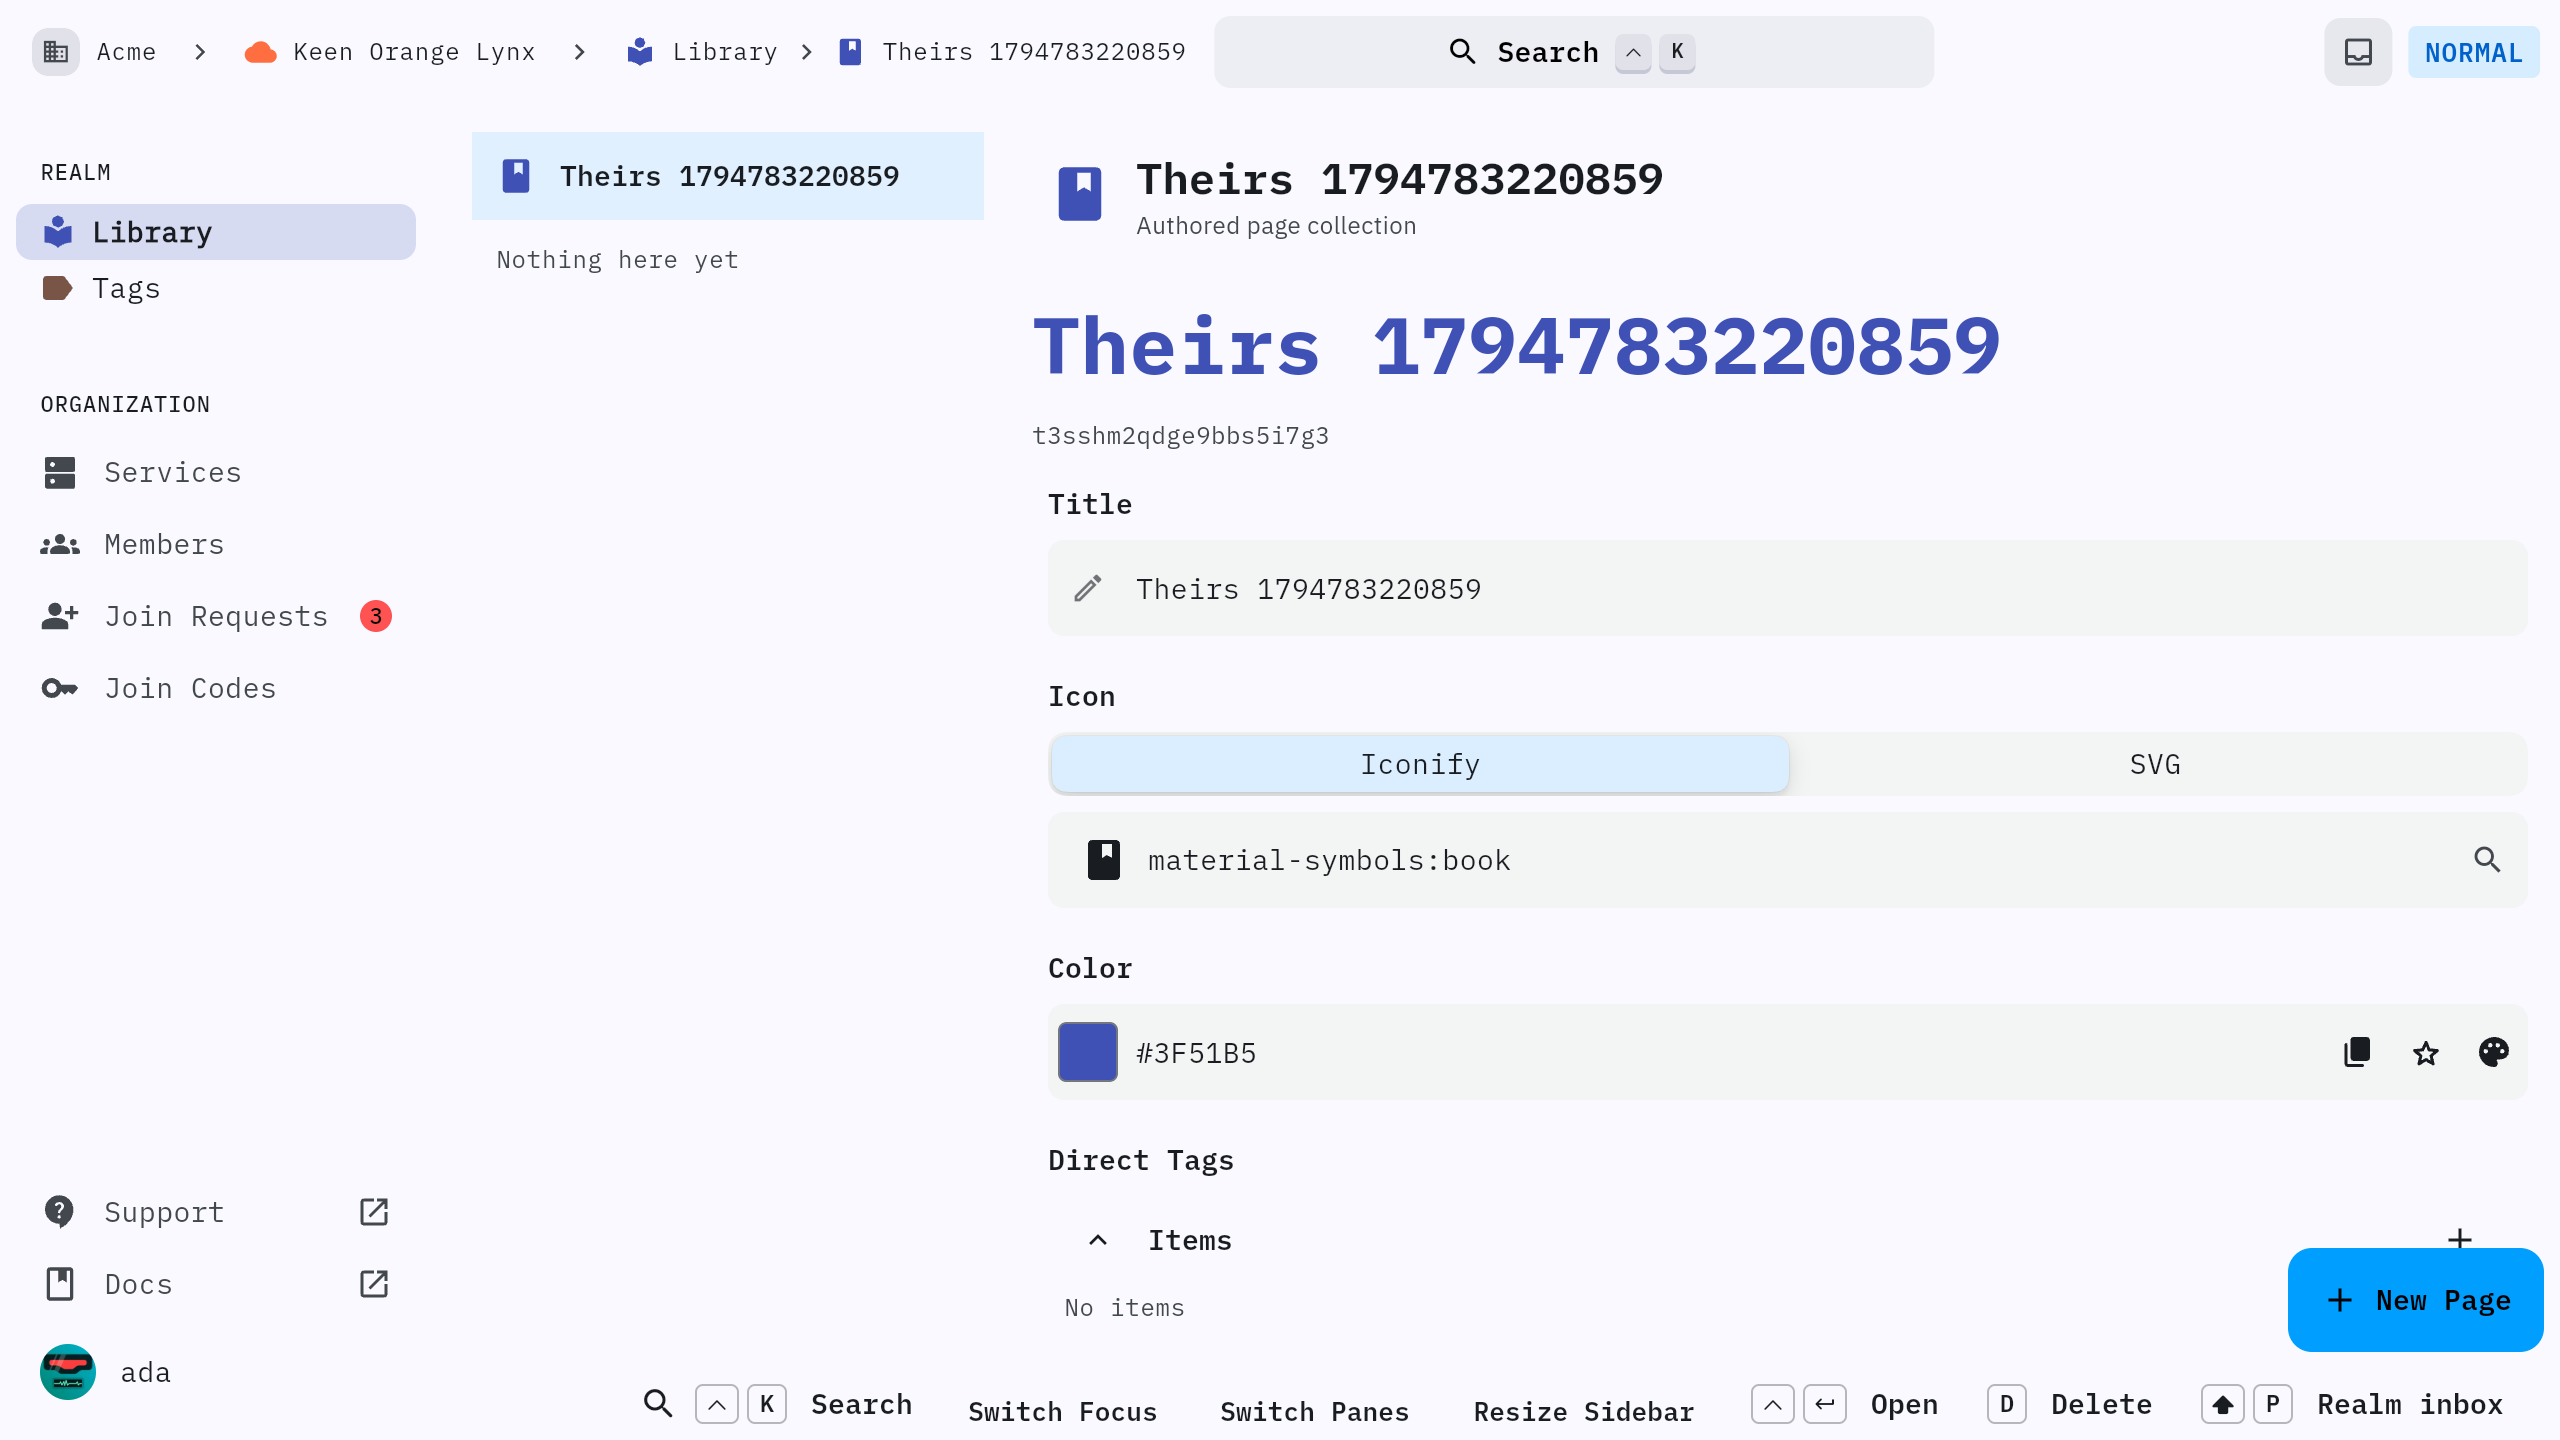 Acme
Keen Orange Lynx
Library
Theirs 1794783220859
Search
K
NORMAL
REALM
Library
Tags
ORGANIZATION
Services
Members
Join Requests
3
Join Codes
Support
Docs
ada
Theirs 1794783220859
Nothing here yet
Theirs 1794783220859
Authored page collection
Theirs 1794783220859
t3sshm2qdge9bbs5i7g3
Title
Theirs 1794783220859
Icon
Iconify
SVG
material-symbols:book
Color
#3F51B5
Direct Tags
Items
No items
New Page
K Search
Switch Focus
Switch Panes
Resize Sidebar
Open
D Delete
P Realm inbox